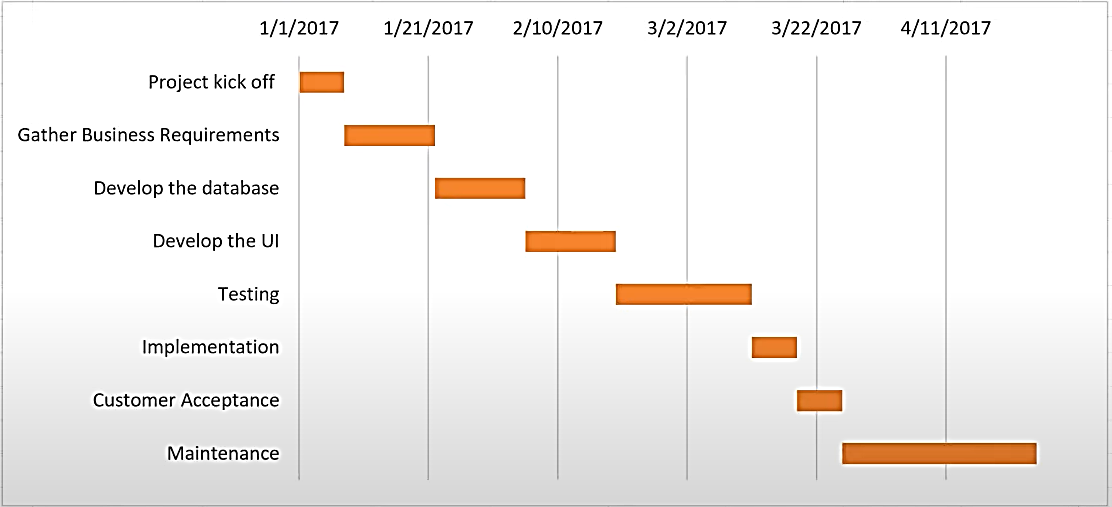 1/1/2017 1/21/2017 2/10/2017 3/2/2017 3/22/2017 4/11/2017
Project kick off
Gather Business Requirements
Develop the database
Develop the UI
Testing
Implementation
Customer Acceptance
Maintenance